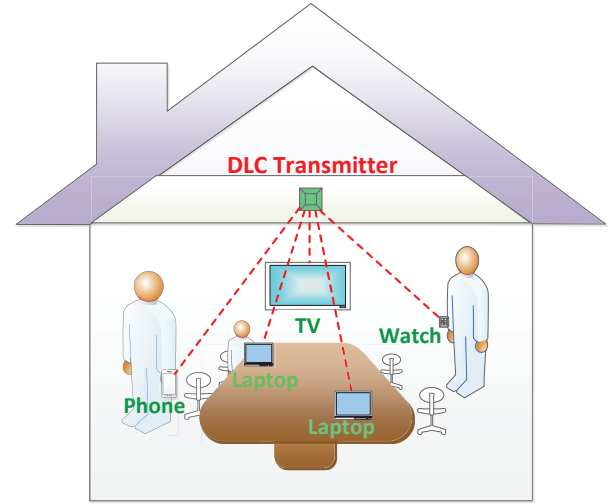 DLC Transmitter
TV
Watch
Laptop
Phone
Laptop